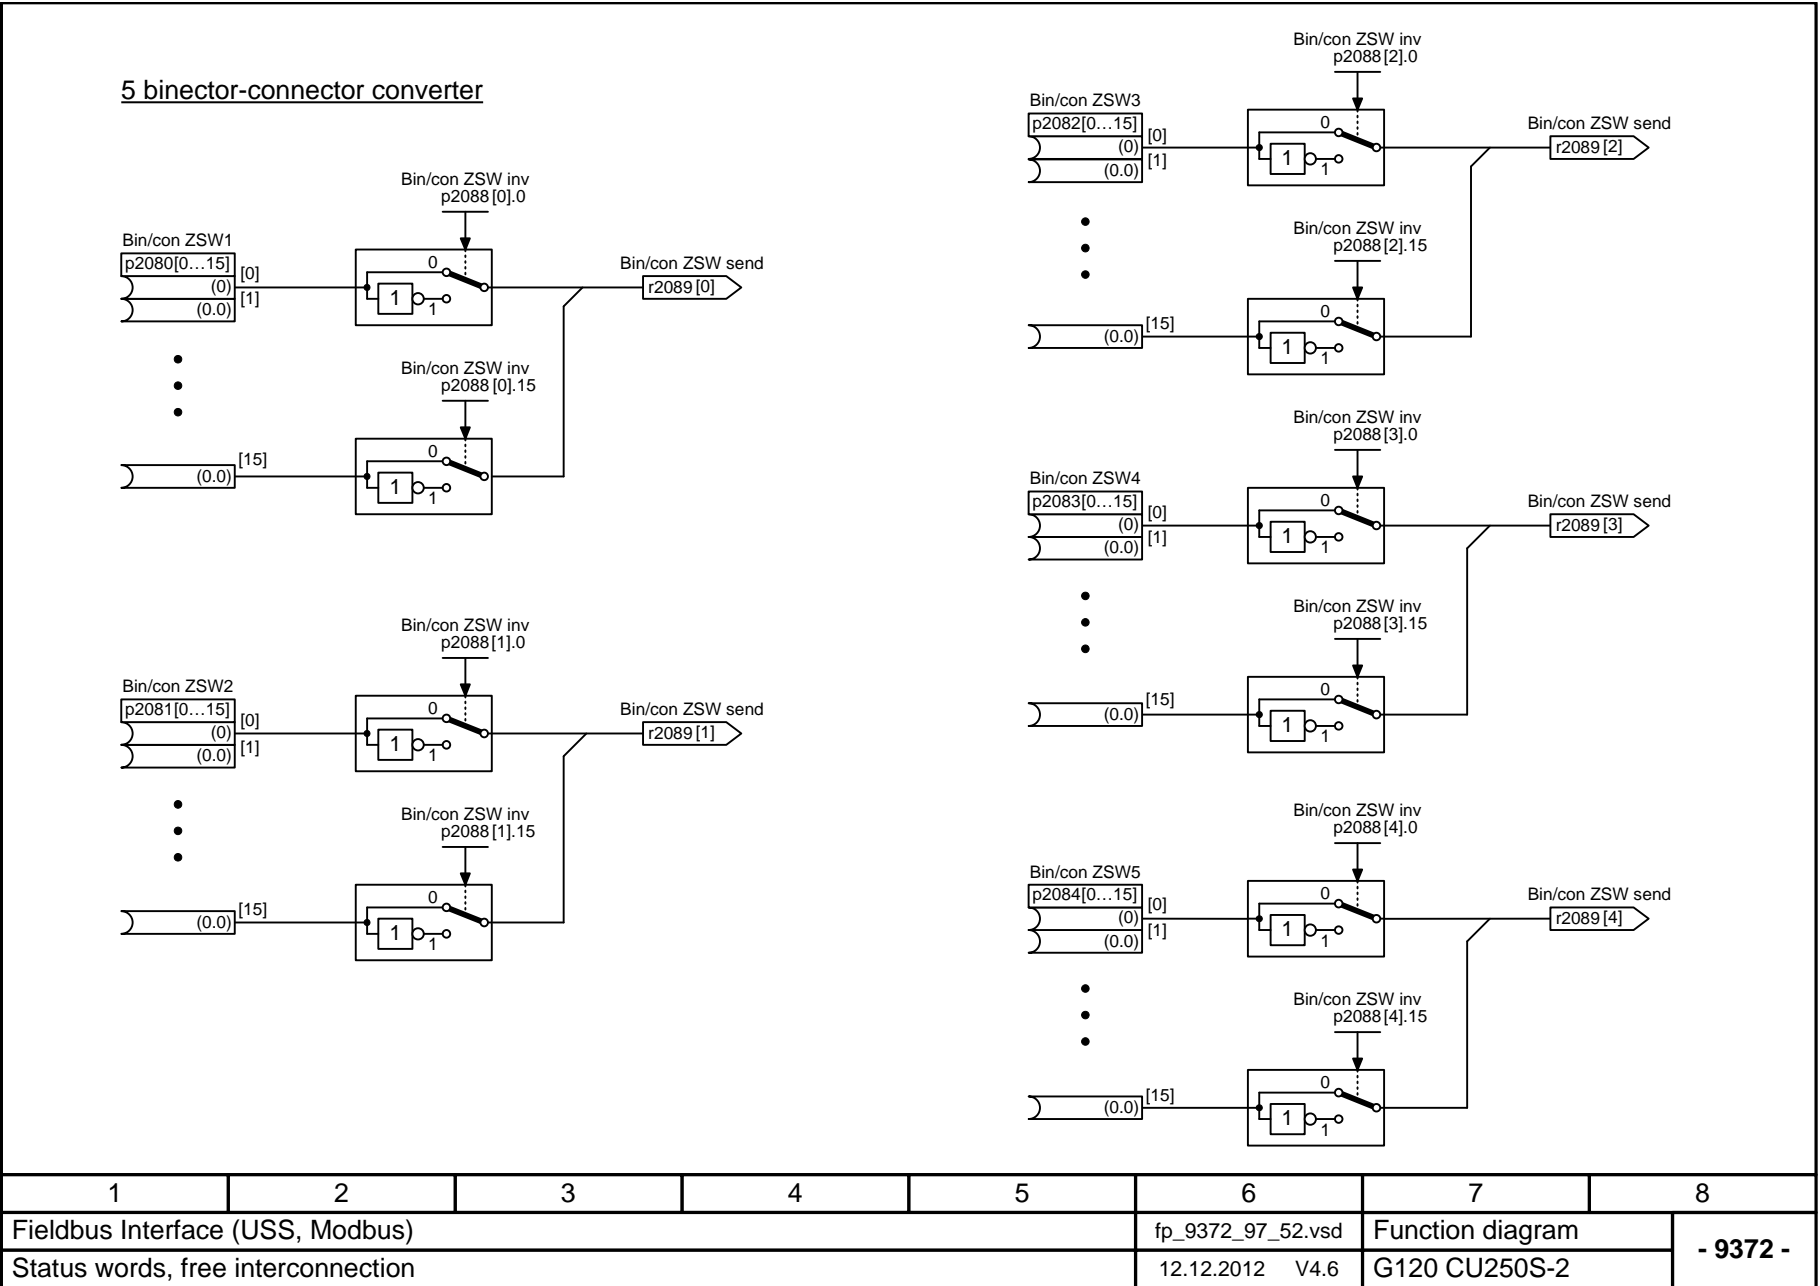 5 binector-connector converter
Bin/con ZSW inv
p2088[0].0
Bin/con ZSW1
p2080[0…15]
[0]
(0)
[1]
(0.0)
0
1
1
Bin/con ZSW send
r2089[0]
Bin/con ZSW inv
p2088[0].15
[15]
(0.0)
0
1
1
Bin/con ZSW inv
p2088[1].0
Bin/con ZSW2
p2081[0…15]
[0]
(0)
[1]
(0.0)
0
1
1
Bin/con ZSW send
r2089[1]
Bin/con ZSW inv
p2088[1].15
[15]
(0.0)
0
1
1
Bin/con ZSW inv
p2088[2].0
Bin/con ZSW3
p2082[0…15]
[0]
(0)
[1]
(0.0)
0
1
1
Bin/con ZSW send
r2089[2]
Bin/con ZSW inv
p2088[2].15
[15]
(0.0)
0
1
1
Bin/con ZSW inv
p2088[3].0
Bin/con ZSW4
p2083[0…15]
[0]
(0)
[1]
(0.0)
0
1
1
Bin/con ZSW send
r2089[3]
Bin/con ZSW inv
p2088[3].15
[15]
(0.0)
0
1
1
Bin/con ZSW inv
p2088[4].0
Bin/con ZSW5
p2084[0…15]
[0]
(0)
[1]
(0.0)
0
1
1
Bin/con ZSW send
r2089[4]
Bin/con ZSW inv
p2088[4].15
[15]
(0.0)
0
1
1
1 2 3 4 5 6 7 8
Fieldbus Interface (USS, Modbus) fp_9372_97_52.vsd Function diagram
- 9372 -
Status words, free interconnection 12.12.2012 V4.6 G120 CU250S-2